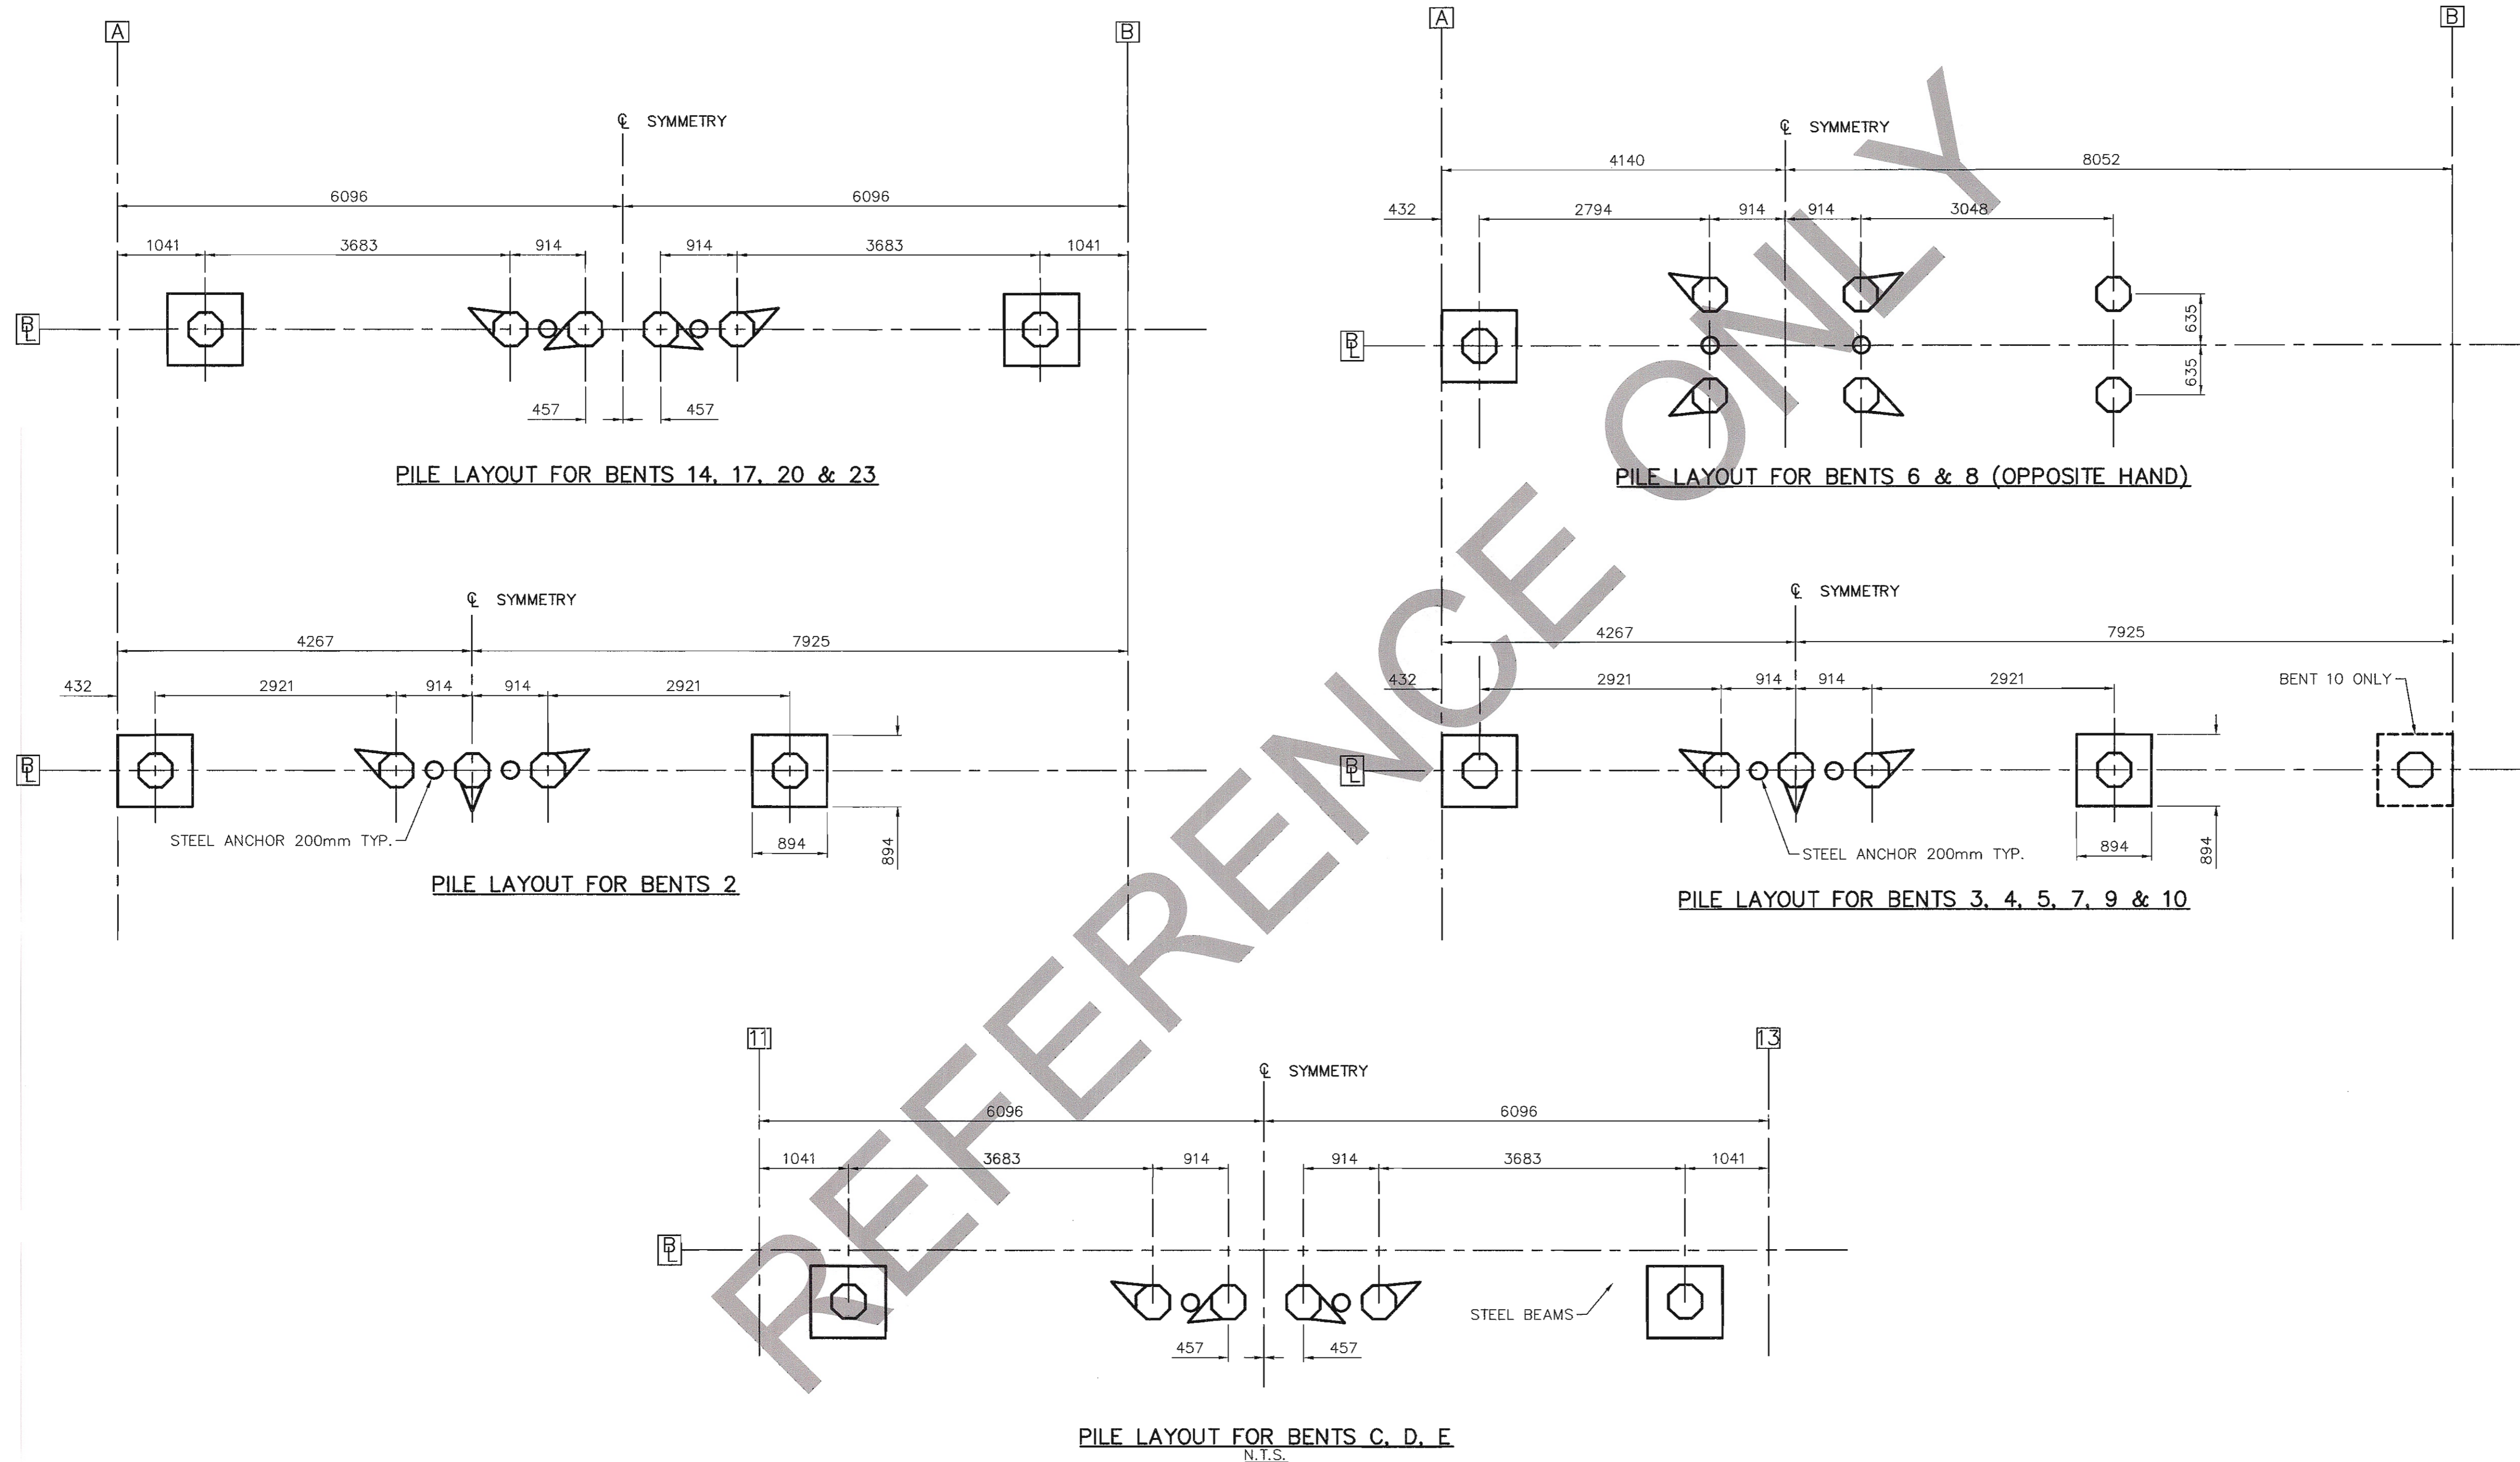 A
B
℄ SYMMETRY
6096
6096
1041
3683
914
914
3683
1041
BL
457
457
PILE LAYOUT FOR BENTS 14, 17, 20 & 23
A
B
℄ SYMMETRY
4140
8052
432
2794
914
914
3048
635
635
BL
PILE LAYOUT FOR BENTS 6 & 8 (OPPOSITE HAND)
℄ SYMMETRY
4267
7925
432
2921
914
914
2921
BL
STEEL ANCHOR 200mm TYP.
894
894
PILE LAYOUT FOR BENTS 2
℄ SYMMETRY
4267
7925
432
2921
914
914
2921
BENT 10 ONLY
BL
STEEL ANCHOR 200mm TYP.
894
894
PILE LAYOUT FOR BENTS 3, 4, 5, 7, 9 & 10
11
13
℄ SYMMETRY
6096
6096
1041
3683
914
914
3683
1041
BL
STEEL BEAMS
457
457
PILE LAYOUT FOR BENTS C, D, E
N.T.S.
REFERENCE ONLY